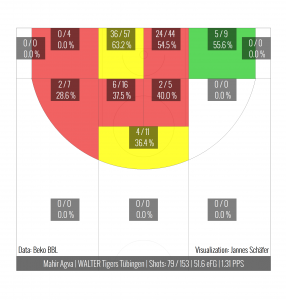 0 / 4
0.0 %
36 / 57
63.2 %
24 / 44
54.5 %
5 / 9
55.6 %
0 / 0
0.0 %
0 / 0
0.0 %
2 / 7
28.6 %
6 / 16
37.5 %
2 / 5
40.0 %
0 / 0
0.0 %
4 / 11
36.4 %
0 / 0
0.0 %
0 / 0
0.0 %
0 / 0
0.0 %
Data: Beko BBL
Visualization: Jannes Schäfer
Mahir Agva | WALTER Tigers Tübingen | Shots: 79 / 153 | 51.6 eFG | 1.31 PPS